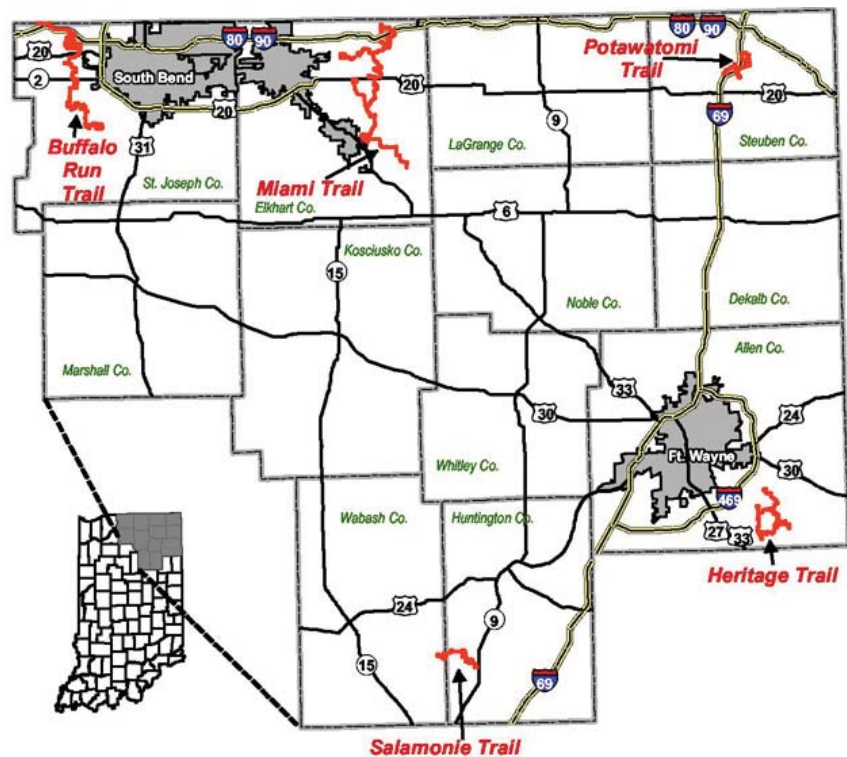 80
90
80
90
Potawatomi
Trail
20
2
South Bend
20
20
20
9
69
31
Buffalo
Run
Trail
St. Joseph Co.
Miami Trail
Elkhart Co.
LaGrange Co.
Steuben Co.
6
Kosciusko Co.
15
Noble Co.
Dekalb Co.
Allen Co.
Marshall Co.
33
30
24
Ft. Wayne
Whitley Co.
30
469
Wabash Co.
Huntington Co.
27
33
Heritage Trail
24
9
15
69
Salamonie Trail